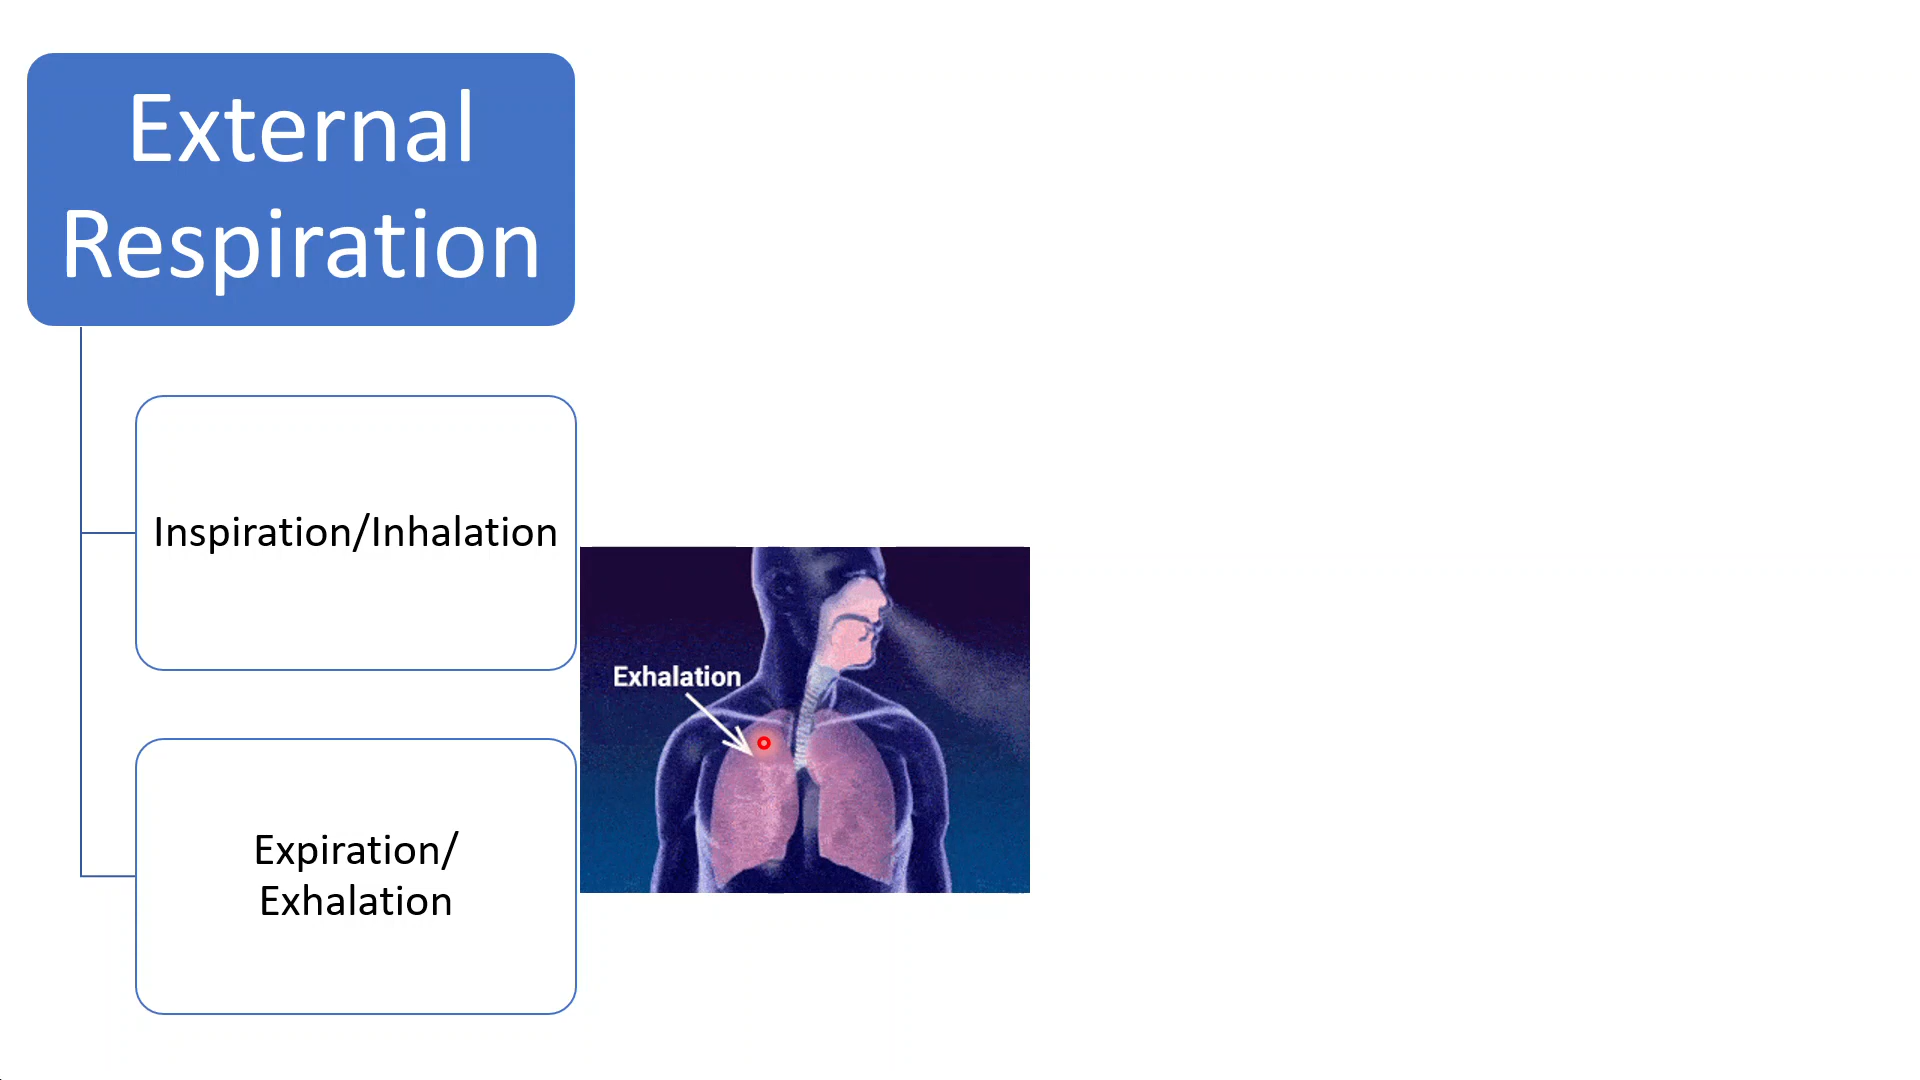 External
Respiration
Inspiration/Inhalation
Exhalation
Expiration/
Exhalation